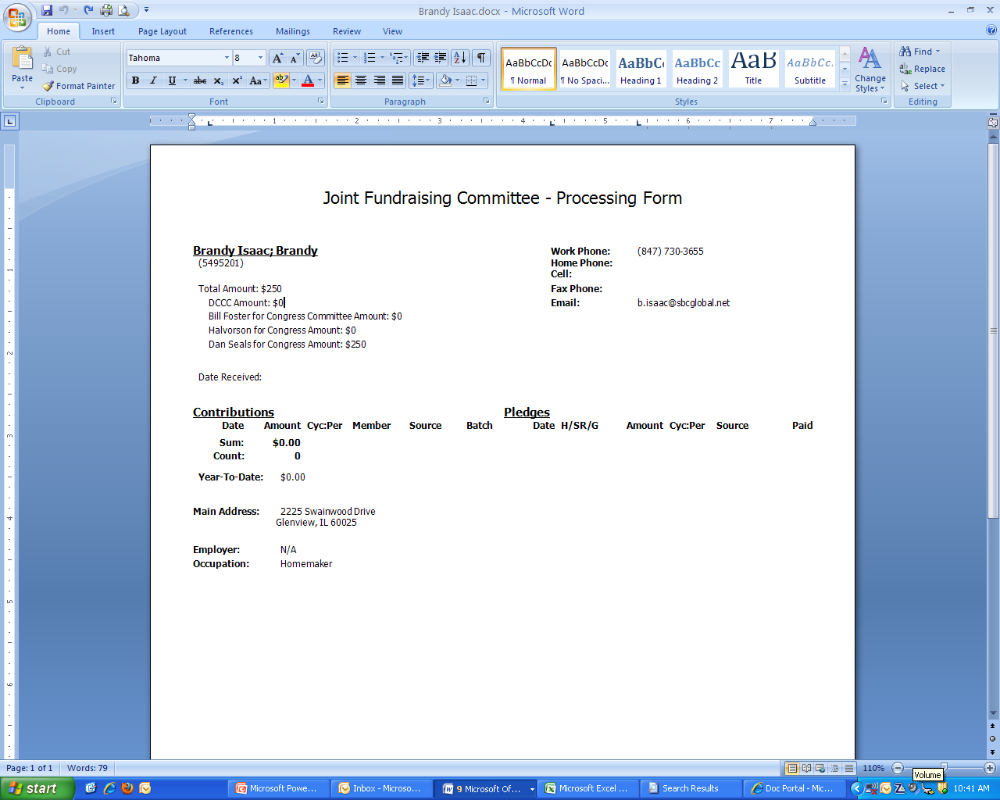 Brandy Isaac.docx - Microsoft Word
Home Insert Page Layout References Mailings Review View
Paste
Cut
Copy
Format Painter
Clipboard
Tahoma 8
Font
Paragraph
AaBbCcDc AaBbCcDc AaBbC AaBbCc AaB AaBbCc.
¶ Normal ¶ No Spaci... Heading 1 Heading 2 Title Subtitle
Change Styles
Styles
Find
Replace
Select
Editing
1 2 3 4 5 6 7
Joint Fundraising Committee - Processing Form
Brandy Isaac; Brandy
(5495201)
Work Phone: (847) 730-3655
Home Phone:
Cell:
Total Amount: $250
Fax Phone:
DCCC Amount: $0
Email: b.isaac@sbcglobal.net
Bill Foster for Congress Committee Amount: $0
Halvorson for Congress Amount: $0
Dan Seals for Congress Amount: $250
Date Received:
Contributions Pledges
Date Amount Cyc:Per Member Source Batch Date H/SR/G Amount Cyc:Per Source Paid
Sum: $0.00
Count: 0
Year-To-Date: $0.00
Main Address: 2225 Swainwood Drive
Glenview, IL 60025
Employer: N/A
Occupation: Homemaker
Page: 1 of 1 Words: 79 110%
Volume
start Microsoft Powe... Inbox - Microso... 9 Microsoft Of... Microsoft Excel ... Search Results Doc Portal - Mic... 10:41 AM